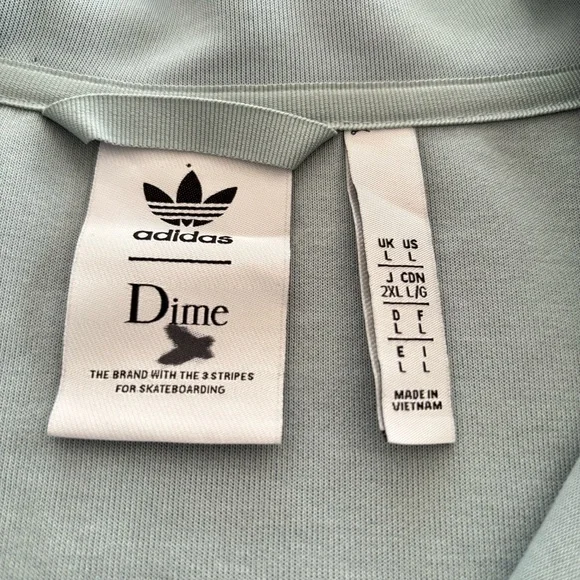 adidas
Dime
THE BRAND WITH THE 3 STRIPES
FOR SKATEBOARDING
UK US
L L
J CDN
2XL L/G
D F
L L
E I
L L
MADE IN
VIETNAM